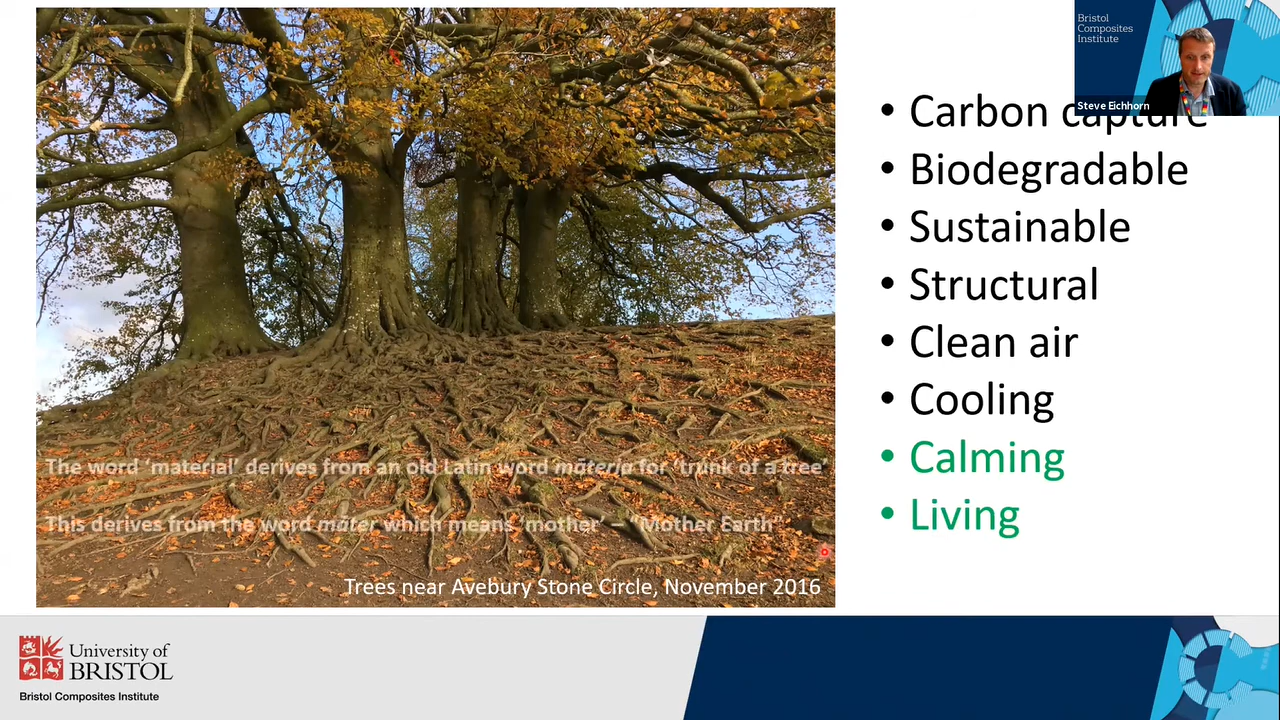 Bristol
Composites
Institute
Steve Eichhorn
• Carbon capture
• Biodegradable
• Sustainable
• Structural
• Clean air
• Cooling
• Calming
• Living
The word ‘material’ derives from an old Latin word māteria for ‘trunk of a tree’
This derives from the word māter which means ‘mother’ – “Mother Earth”
Trees near Avebury Stone Circle, November 2016
University of
BRISTOL
Bristol Composites Institute